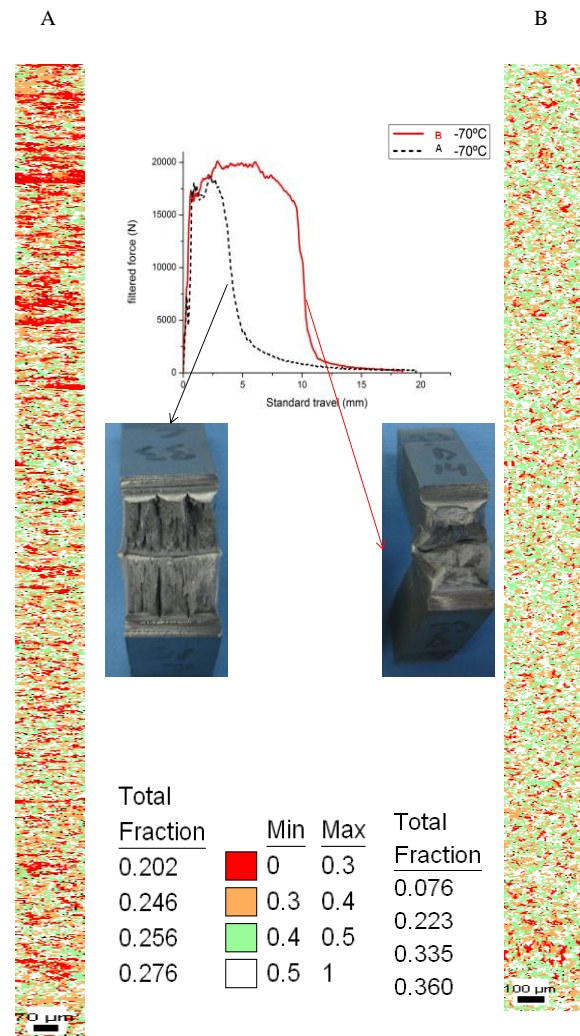 A
B
B -70ºC
A -70ºC
20000
15000
10000
5000
0
filtered force (N)
0 5 10 15 20
Standard travel (mm)
Total
Fraction
0.202
0.246
0.256
0.276
Min Max
0 0.3
0.3 0.4
0.4 0.5
0.5 1
Total
Fraction
0.076
0.223
0.335
0.360
70 µm
100 µm